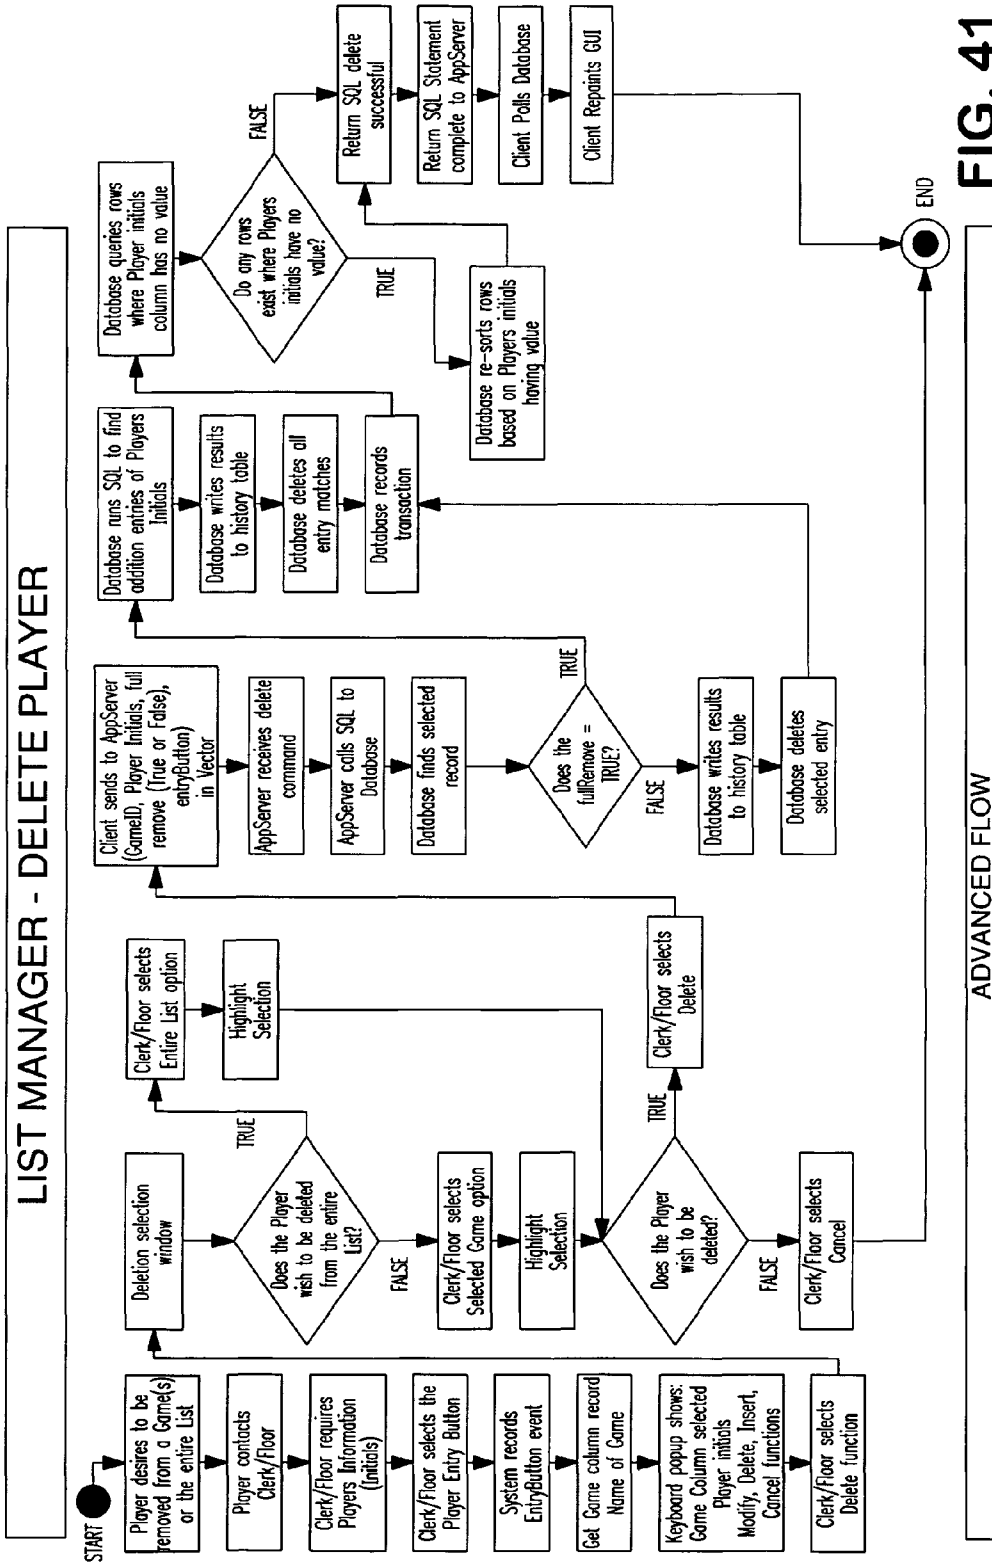 LIST MANAGER - DELETE PLAYER
START
Player desires to be
removed from a Game(s)
or the entire List
Player contacts
Clerk/Floor
Clerk/Floor requires
Players Information
(Initials)
Clerk/Floor selects the
Player Entry Button
System records
EntryButton event
Get Game column record
Name of Game
Keyboard popup shows:
Game Column selected
Player initials
Modify, Delete, Insert,
Cancel functions
Clerk/Floor selects
Delete function
Deletion selection
window
Does the Player
wish to be deleted
from the entire
List?
TRUE
FALSE
Clerk/Floor selects
Entire List option
Highlight
Selection
Clerk/Floor selects
Selected Game option
Highlight
Selection
Does the Player
wish to be
deleted?
TRUE
FALSE
Clerk/Floor selects
Delete
Clerk/Floor selects
Cancel
Client sends to AppServer
(GameID, Player Initials, full
remove (True or False),
entryButton)
in Vector
AppServer receives delete
command
AppServer calls SQL to
Database
Database finds selected
record
Does the
fullRemove =
TRUE?
TRUE
FALSE
Database writes results
to history table
Database deletes
selected entry
Database runs SQL to find
addition entries of Players
Initials
Database writes results
to history table
Database deletes all
entry matches
Database records
transaction
Database queries rows
where Player initials
column has no value
Do any rows
exist where Players
initials have no
value?
FALSE
TRUE
Database re-sorts rows
based on Players initials
having value
Return SQL delete
successful
Return SQL Statement
complete to AppServer
Client Polls Database
Client Repaints GUI
END
ADVANCED FLOW
FIG. 41